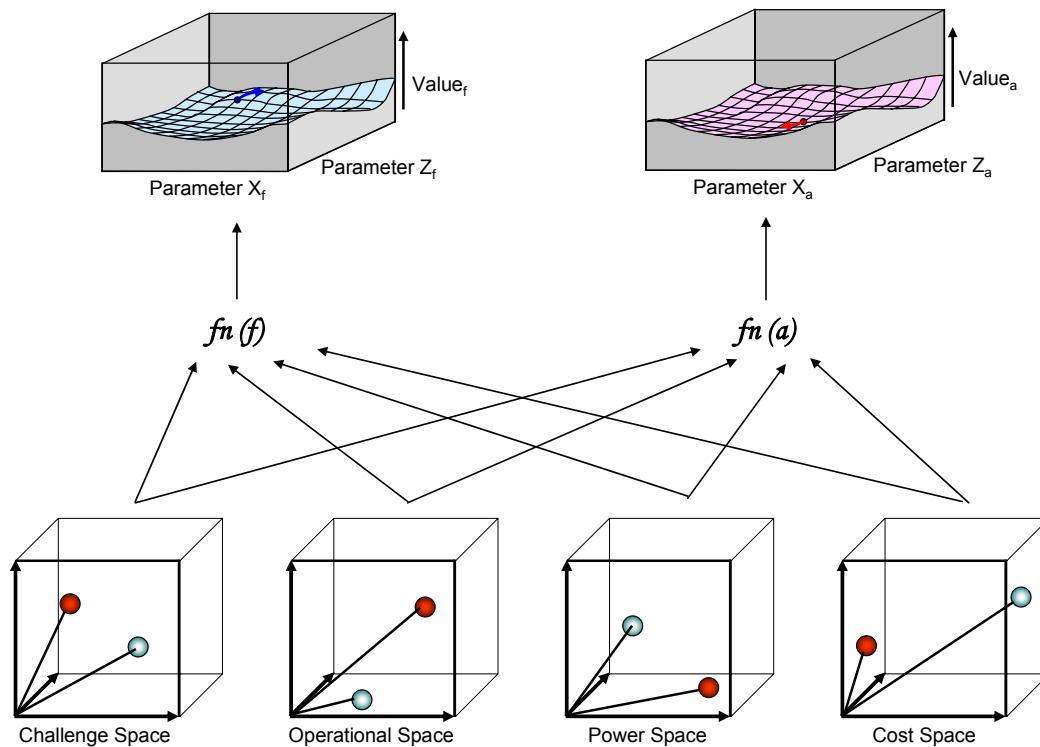 Value_f
Value_a
Parameter Z_f
Parameter Z_a
Parameter X_f
Parameter X_a
fn (f)
fn (a)
Challenge Space
Operational Space
Power Space
Cost Space